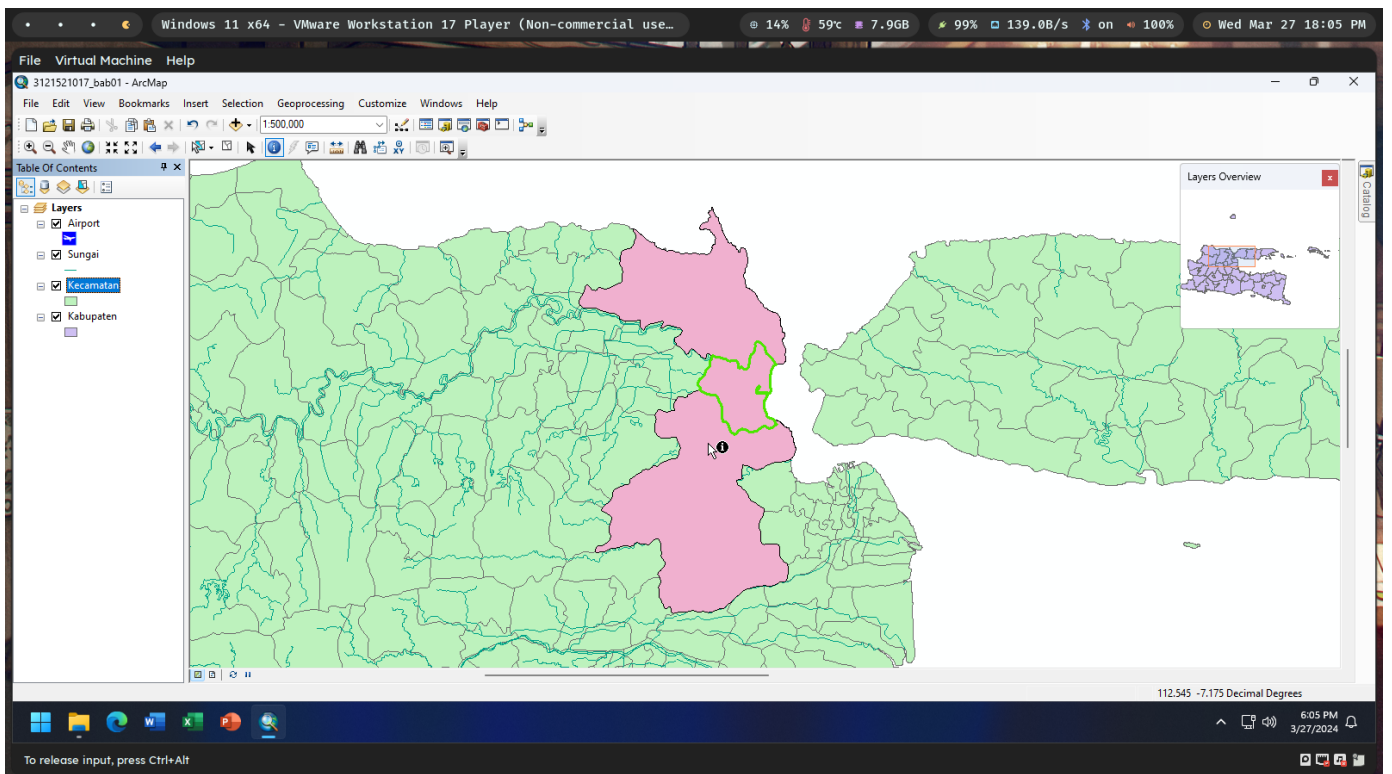 Windows 11 x64 - VMware Workstation 17 Player (Non-commercial use…
14% 59℃ 7.9GB
99% 139.0B/s on 100%
Wed Mar 27 18:05 PM
File Virtual Machine Help
3121521017_bab01 - ArcMap
File Edit View Bookmarks Insert Selection Geoprocessing Customize Windows Help
1:500,000
Table Of Contents
Layers
Airport
Sungai
Kecamatan
Kabupaten
Layers Overview
Catalog
112.545 -7.175 Decimal Degrees
6:05 PM
3/27/2024
To release input, press Ctrl+Alt